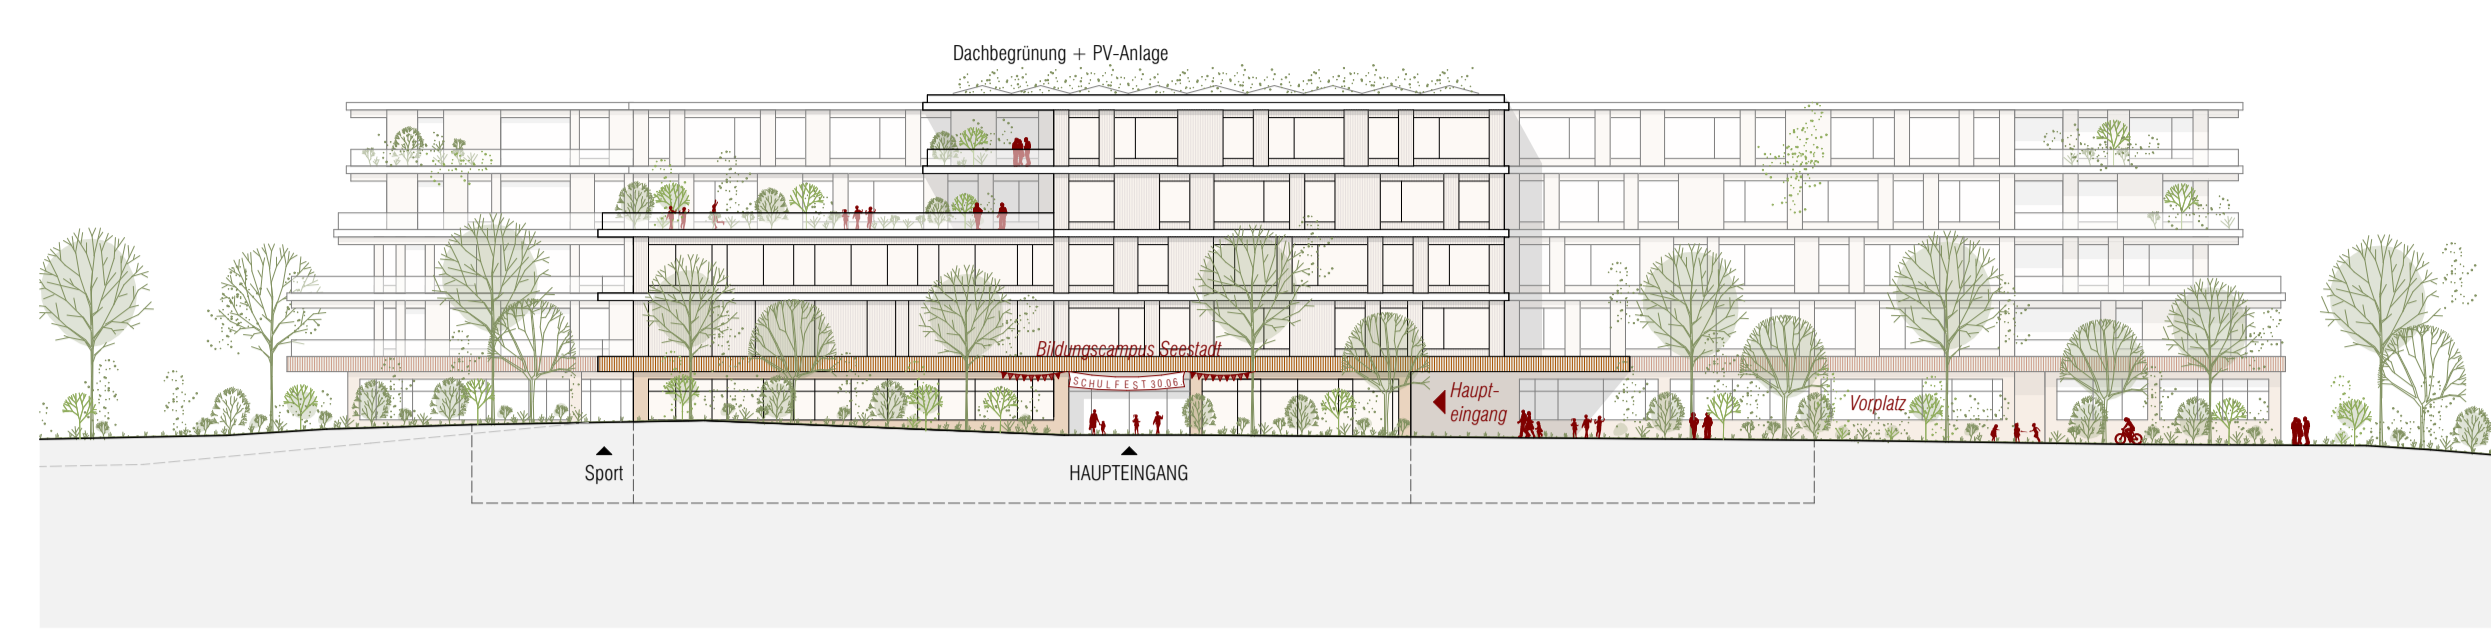 Dachbegrünung + PV-Anlage
Bildungscampus Seestadt
SCHULFEST 30.06.
Haupt-
eingang
Vorplatz
Sport
HAUPTEINGANG